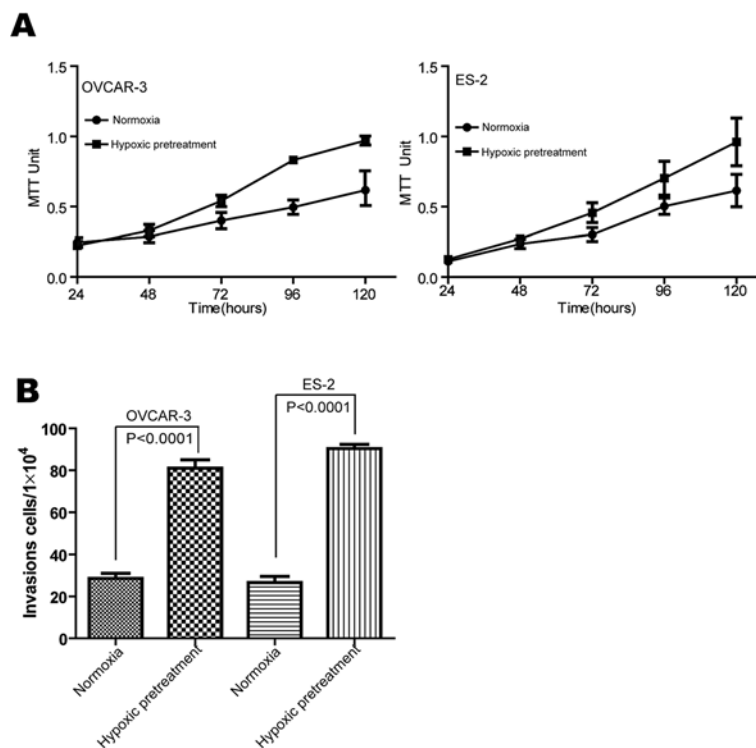 A
OVCAR-3
Normoxia
Hypoxic pretreatment
MTT Unit
1.5
1.0
0.5
0.0
24 48 72 96 120
Time(hours)
ES-2
Normoxia
Hypoxic pretreatment
MTT Unit
1.5
1.0
0.5
0.0
24 48 72 96 120
Time(hours)
B
OVCAR-3
P<0.0001
ES-2
P<0.0001
Invasions cells/1×10⁴
100
80
60
40
20
0
Normoxia
Hypoxic pretreatment
Normoxia
Hypoxic pretreatment